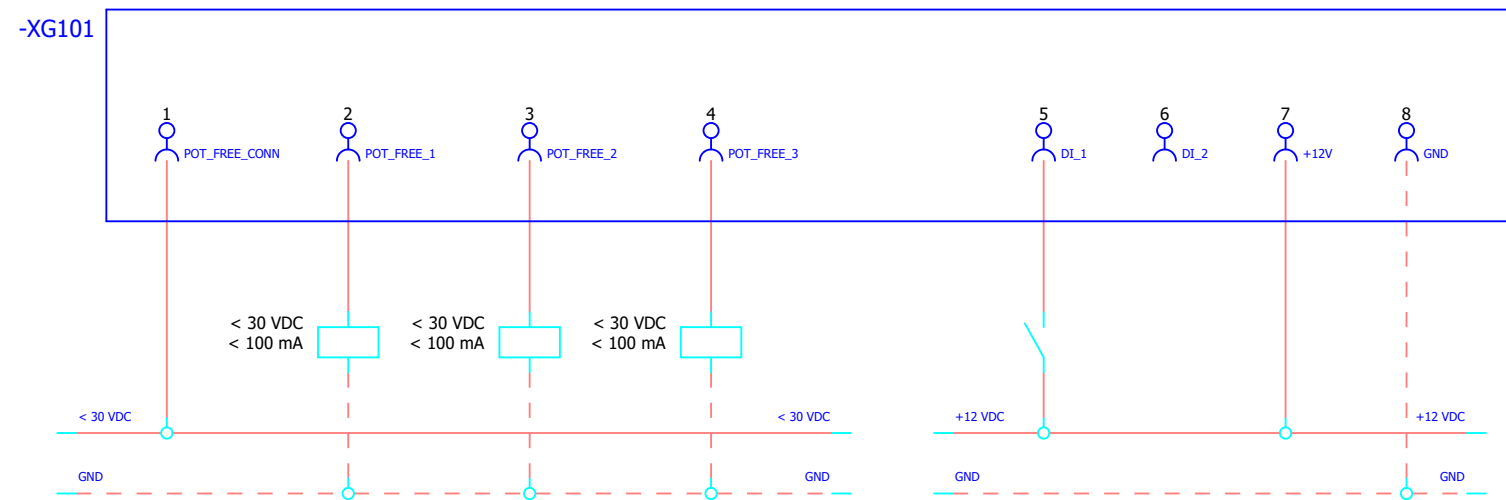 -XG101
1 2 3 4 5 6 7 8
POT_FREE_CONN POT_FREE_1 POT_FREE_2 POT_FREE_3 DI_1 DI_2 +12V GND
< 30 VDC < 30 VDC < 30 VDC
< 100 mA < 100 mA < 100 mA
< 30 VDC < 30 VDC +12 VDC +12 VDC
GND GND GND GND